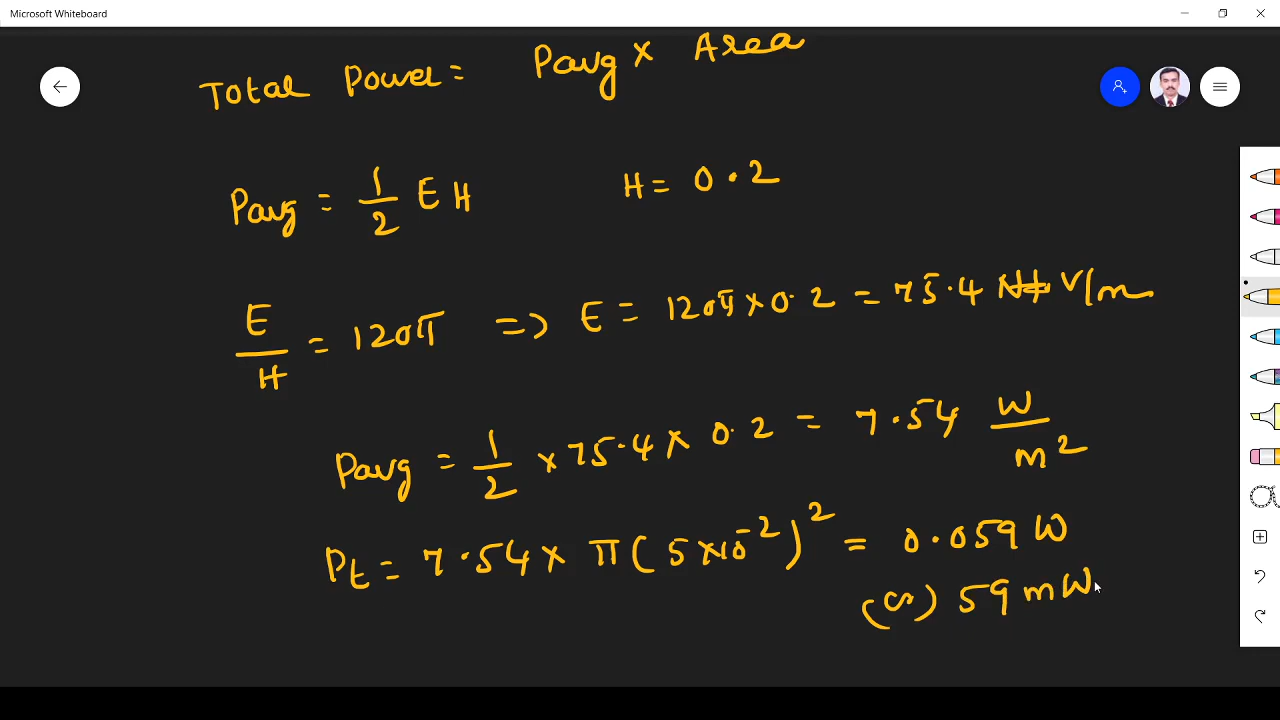 Microsoft Whiteboard
Total Power = Pavg x Area
Pavg = 1/2 E H H = 0.2
E/H = 120π => E = 120π x 0.2 = 75.4 V/m
Pavg = 1/2 x 75.4 x 0.2 = 7.54 W/m²
Pt = 7.54 x π (5 x 10⁻²)² = 0.059 W
(or) 59 mW